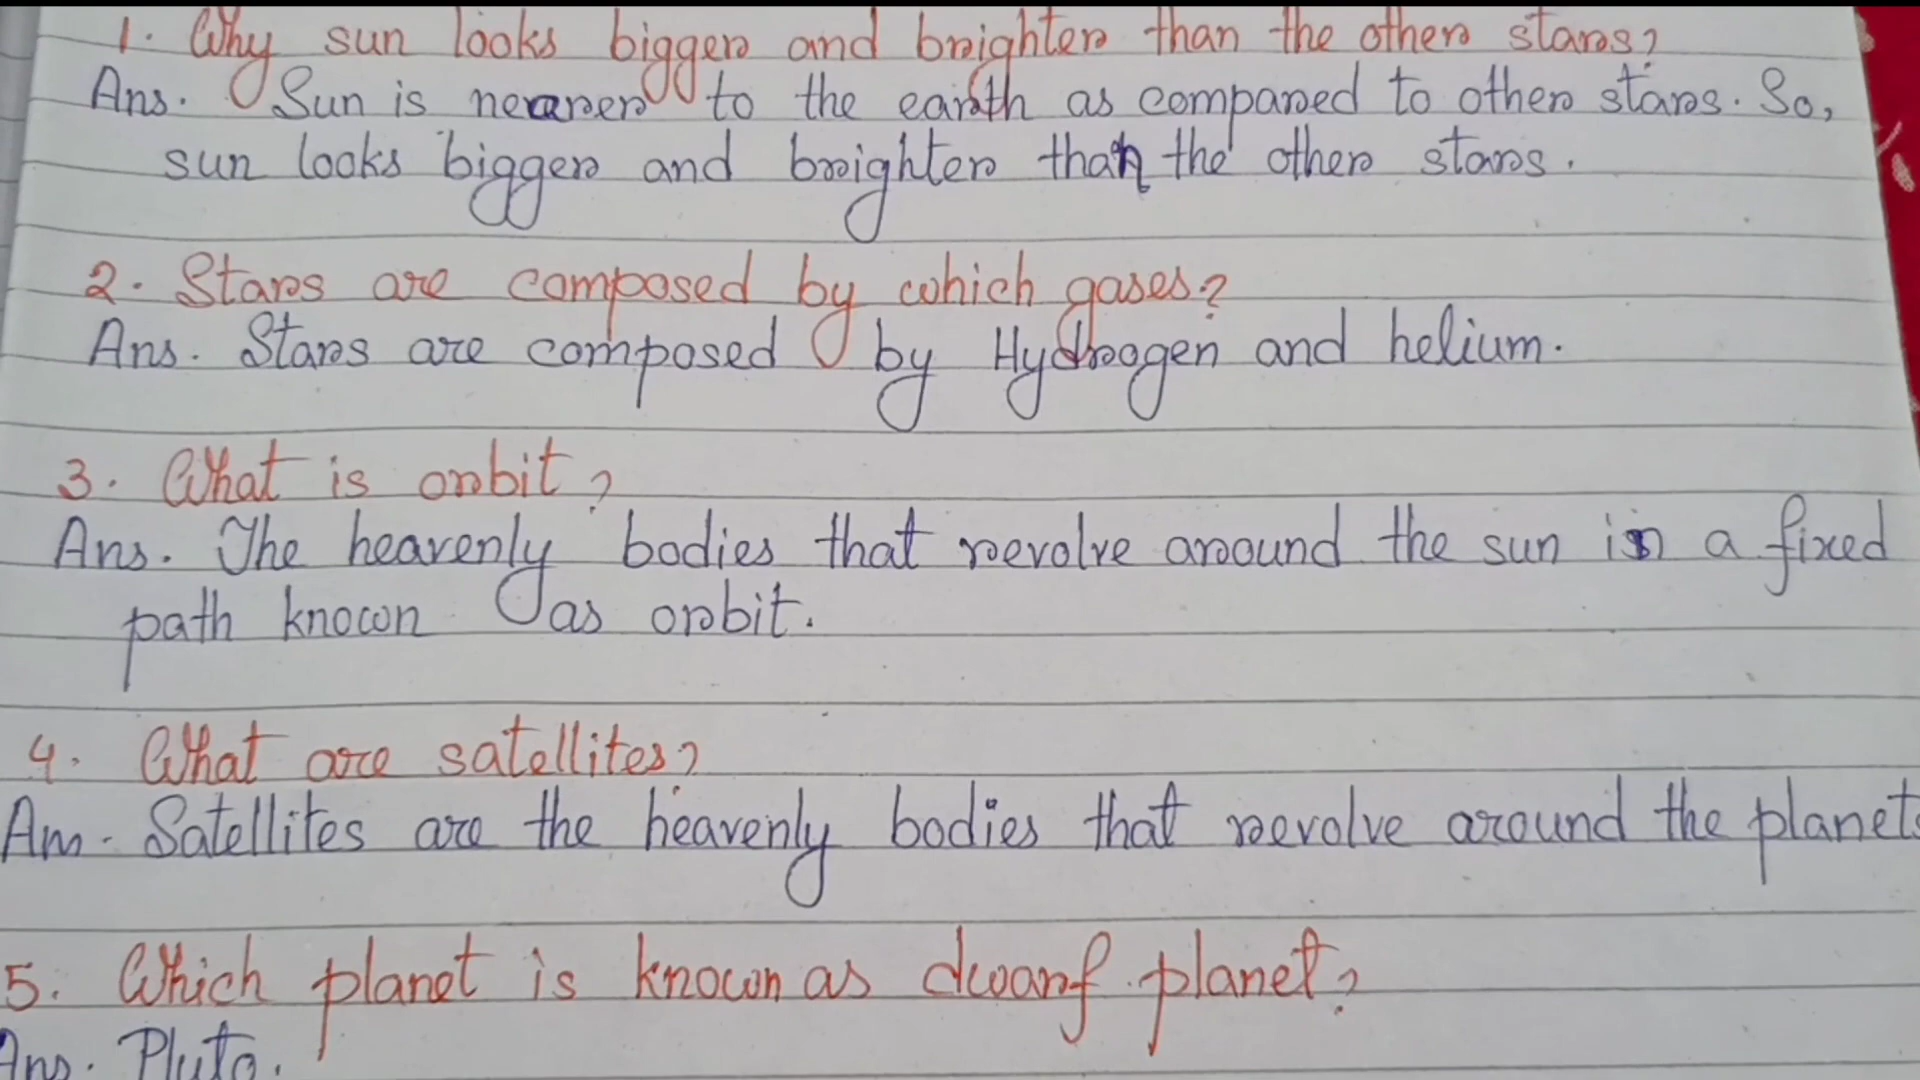 1. Why sun looks bigger and brighter than the other stars?
Ans. Sun is nearer to the earth as compared to other stars. So,
sun looks bigger and brighter than the other stars.
2. Stars are composed by which gases?
Ans. Stars are composed by Hydrogen and helium.
3. What is orbit?
Ans. The heavenly bodies that revolve around the sun in a fixed
path known as orbit.
4. What are satellites?
Ans. Satellites are the heavenly bodies that revolve around the planets
5. Which planet is known as dwarf planet?
Ans. Pluto.